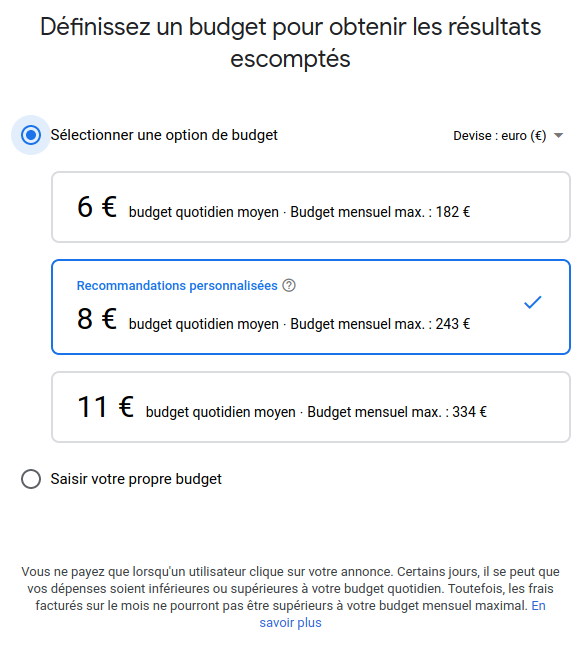 Définissez un budget pour obtenir les résultats
escomptés
Sélectionner une option de budget
Devise : euro (€)
6 € budget quotidien moyen · Budget mensuel max. : 182 €
Recommandations personnalisées
8 € budget quotidien moyen · Budget mensuel max. : 243 €
11 € budget quotidien moyen · Budget mensuel max. : 334 €
Saisir votre propre budget
Vous ne payez que lorsqu'un utilisateur clique sur votre annonce. Certains jours, il se peut que
vos dépenses soient inférieures ou supérieures à votre budget quotidien. Toutefois, les frais
facturés sur le mois ne pourront pas être supérieurs à votre budget mensuel maximal. En
savoir plus